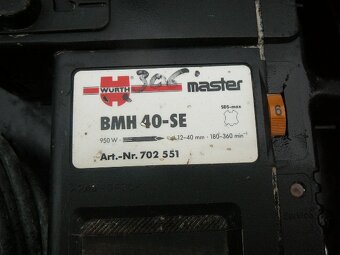 306
WÜRTH master
SDS-max
BMH 40-SE
950 W · 12–40 mm · 180–360 min⁻¹
Art.-Nr. 702 551
6